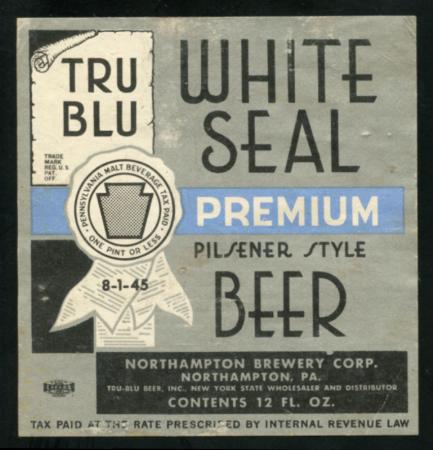 TRU
BLU
TRADE
MARK
REG. U.S.
PAT.
OFF.
WHITE
SEAL
PENNSYLVANIA MALT BEVERAGE TAX PAID
ONE PINT OR LESS
8-1-45
PREMIUM
PILSENER STYLE
BEER
NORTHAMPTON BREWERY CORP.
NORTHAMPTON, PA.
TRU-BLU BEER, INC., NEW YORK STATE WHOLESALER AND DISTRIBUTOR
CONTENTS 12 FL. OZ.
TAX PAID AT THE RATE PRESCRIBED BY INTERNAL REVENUE LAW